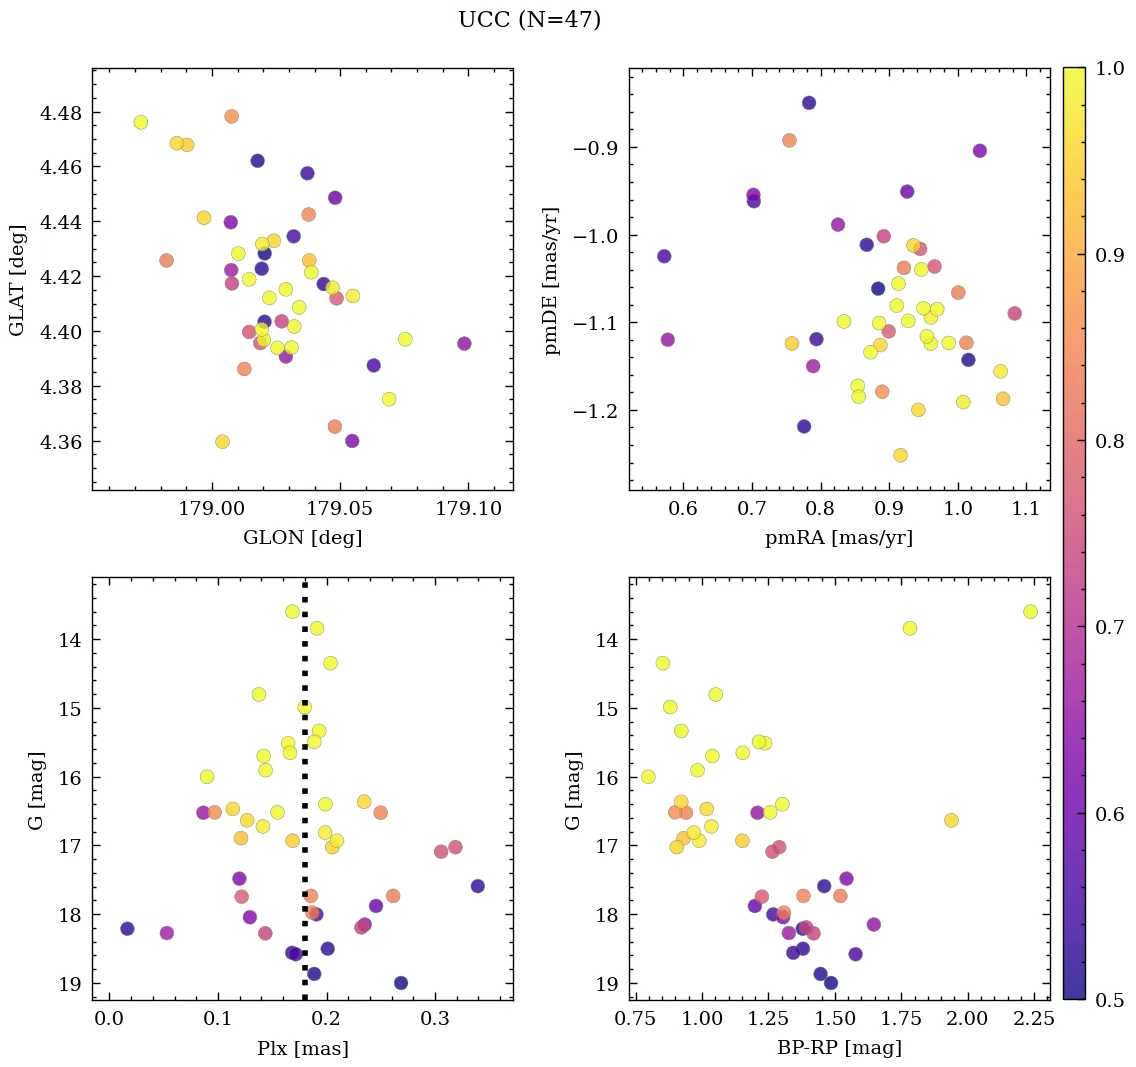 UCC (N=47)
4.48
4.46
4.44
4.42
4.40
4.38
4.36
GLAT [deg]
179.00 179.05 179.10
GLON [deg]
−0.9
−1.0
−1.1
−1.2
pmDE [mas/yr]
0.6 0.7 0.8 0.9 1.0 1.1
pmRA [mas/yr]
1.0
0.9
0.8
0.7
0.6
0.5
14
15
16
17
18
19
G [mag]
0.0 0.1 0.2 0.3
Plx [mas]
14
15
16
17
18
19
G [mag]
0.75 1.00 1.25 1.50 1.75 2.00 2.25
BP-RP [mag]